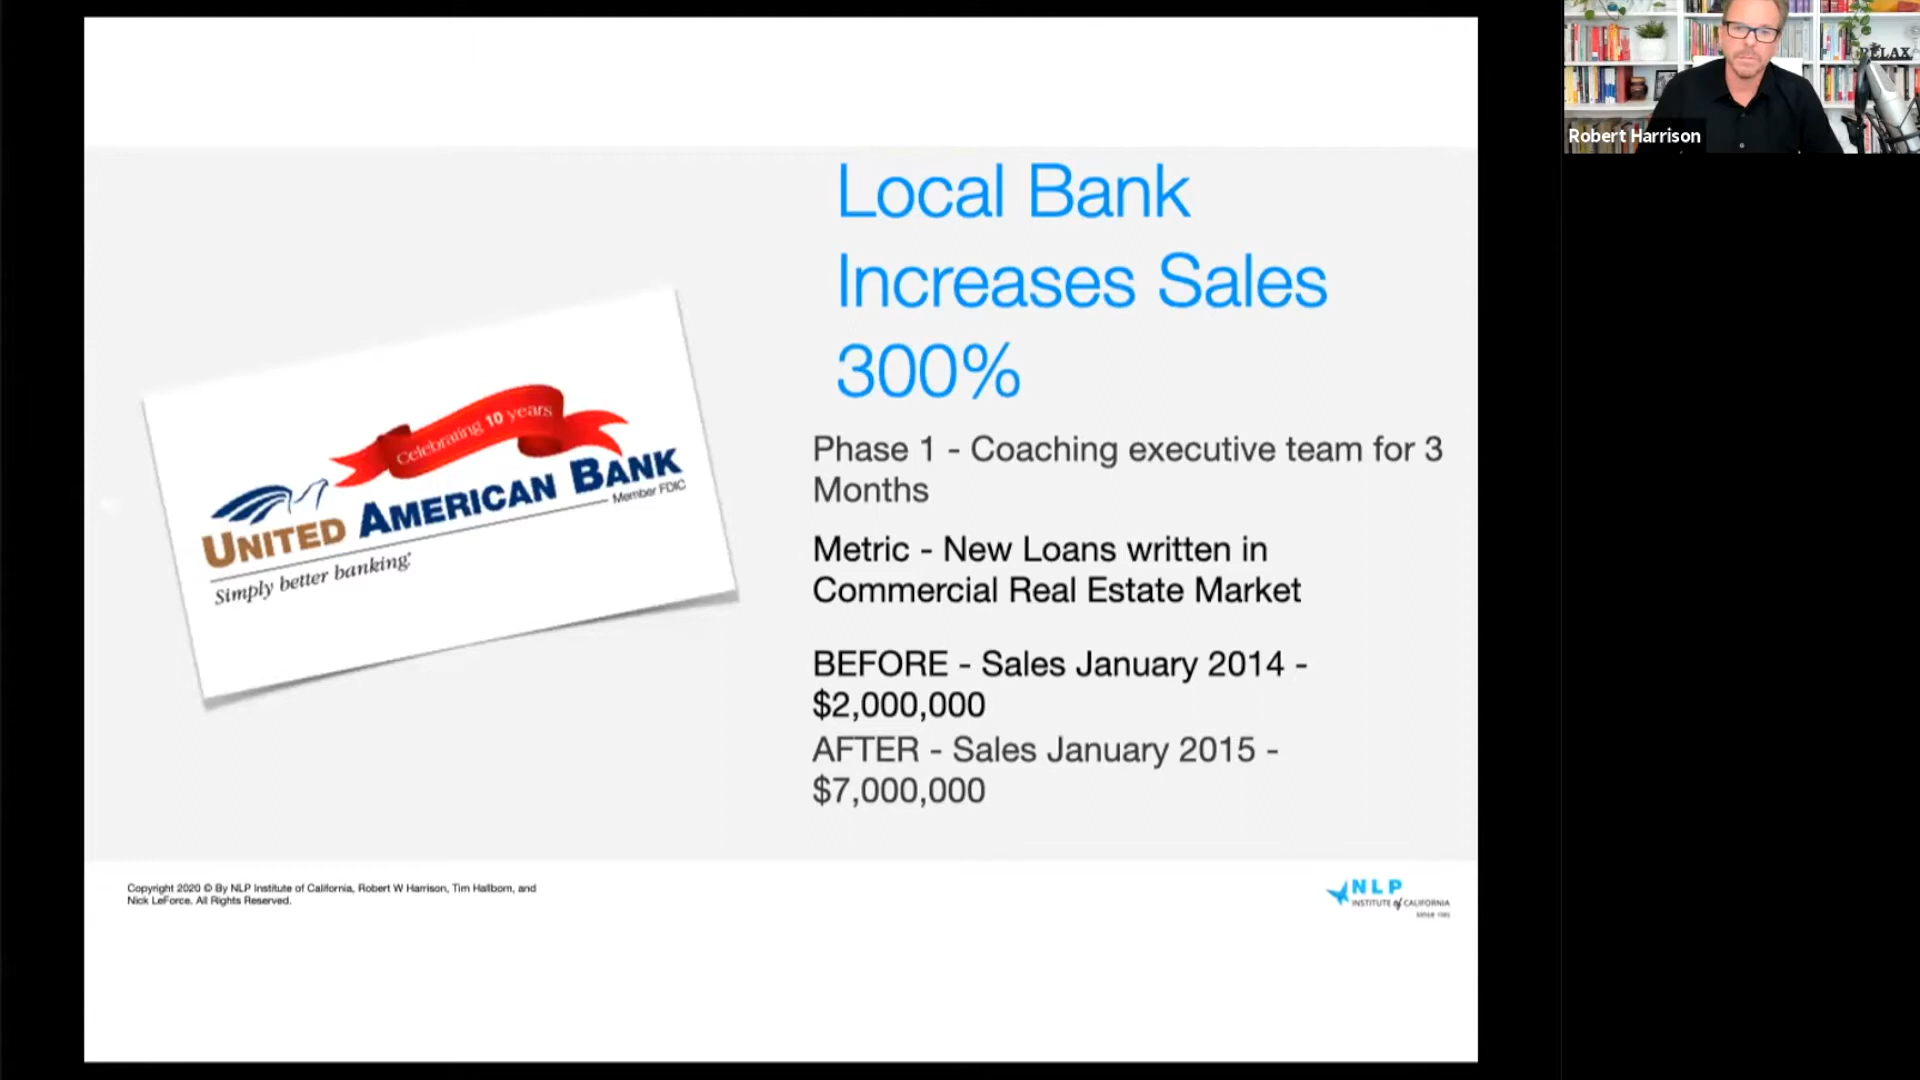 RELAX
Robert Harrison
Local Bank
Increases Sales
300%
Celebrating 10 years
UNITED AMERICAN BANK
Member FDIC
Simply better banking.
Phase 1 - Coaching executive team for 3
Months
Metric - New Loans written in
Commercial Real Estate Market
BEFORE - Sales January 2014 -
$2,000,000
AFTER - Sales January 2015 -
$7,000,000
Copyright 2020 © By NLP Institute of California, Robert W Harrison, Tim Hallbom, and
Nick LeForce. All Rights Reserved.
NLP
INSTITUTE of CALIFORNIA